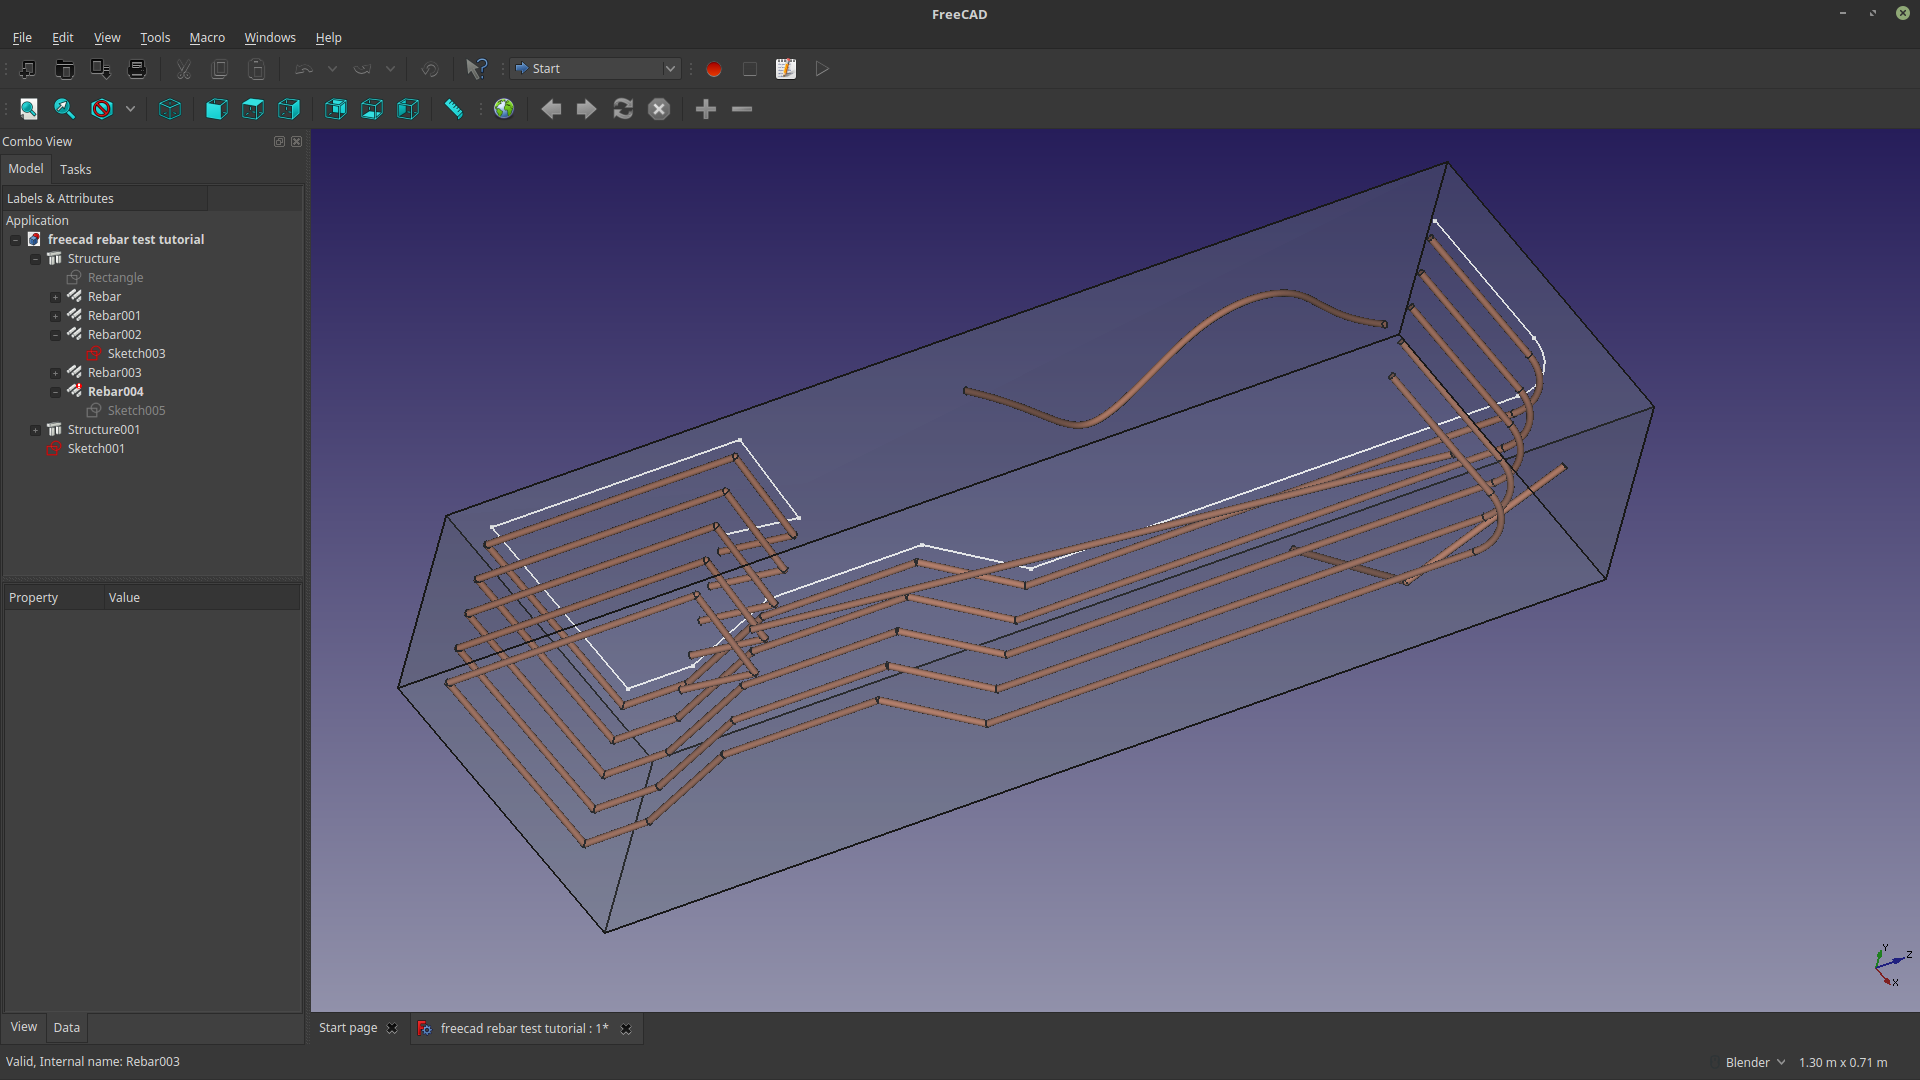 FreeCAD
File Edit View Tools Macro Windows Help
Start
Combo View
Model Tasks
Labels & Attributes
Application
freecad rebar test tutorial
Structure
Rectangle
Rebar
Rebar001
Rebar002
Sketch003
Rebar003
Rebar004
Sketch005
Structure001
Sketch001
Property Value
Y
Z
X
View Data
Start page freecad rebar test tutorial : 1*
Valid, Internal name: Rebar003 Blender 1.30 m x 0.71 m